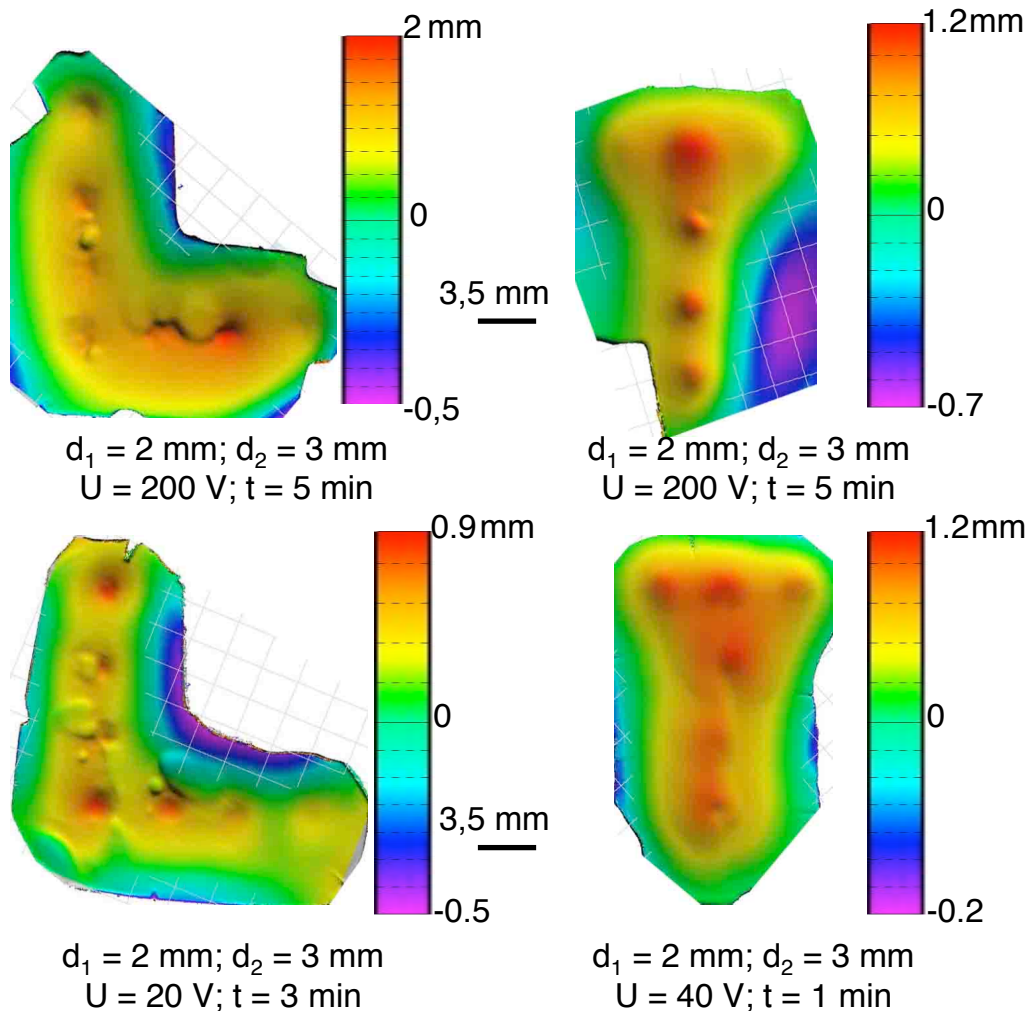 2 mm
0
-0,5
1.2mm
0
-0.7
3,5 mm
d₁ = 2 mm; d₂ = 3 mm
U = 200 V; t = 5 min
d₁ = 2 mm; d₂ = 3 mm
U = 200 V; t = 5 min
0.9mm
0
-0.5
1.2mm
0
-0.2
3,5 mm
d₁ = 2 mm; d₂ = 3 mm
U = 20 V; t = 3 min
d₁ = 2 mm; d₂ = 3 mm
U = 40 V; t = 1 min